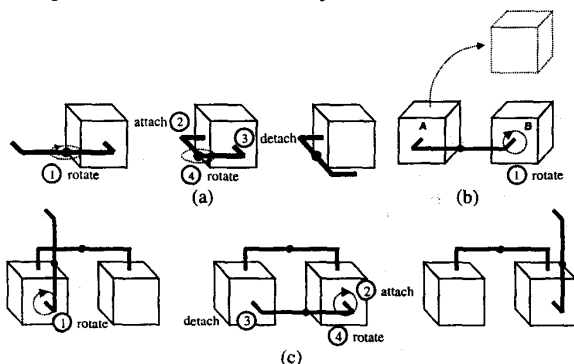 attach ②
③ detach
① rotate
④ rotate
(a)
A
B
① rotate
(b)
① rotate
② attach
detach ③
④ rotate
(c)